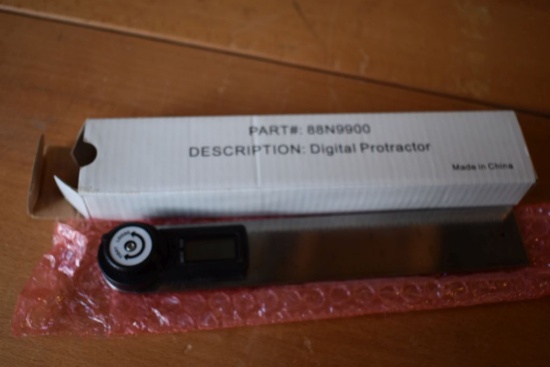 PART#: 88N9900
DESCRIPTION: Digital Protractor
Made in China